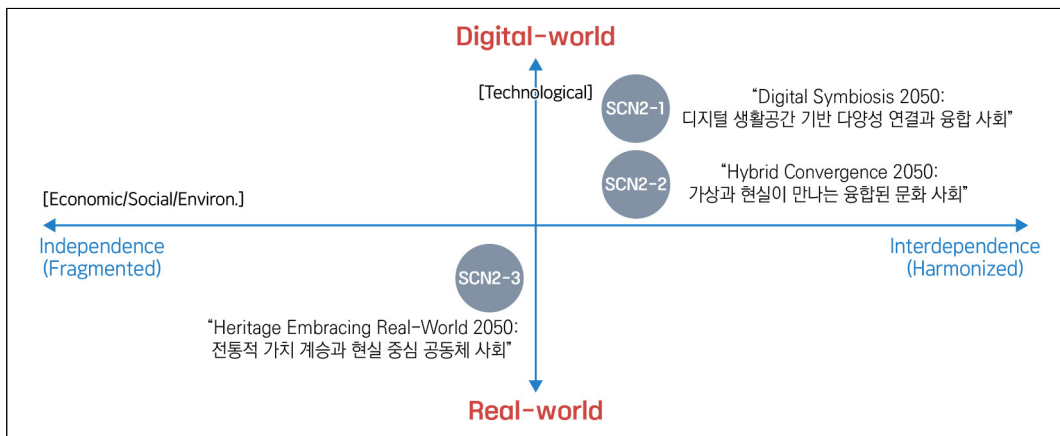 Digital-world
[Technological]
SCN2-1
“Digital Symbiosis 2050:
디지털 생활공간 기반 다양성 연결과 융합 사회”
SCN2-2
“Hybrid Convergence 2050:
가상과 현실이 만나는 융합된 문화 사회”
[Economic/Social/Environ.]
Independence
(Fragmented)
Interdependence
(Harmonized)
SCN2-3
“Heritage Embracing Real-World 2050:
전통적 가치 계승과 현실 중심 공동체 사회”
Real-world